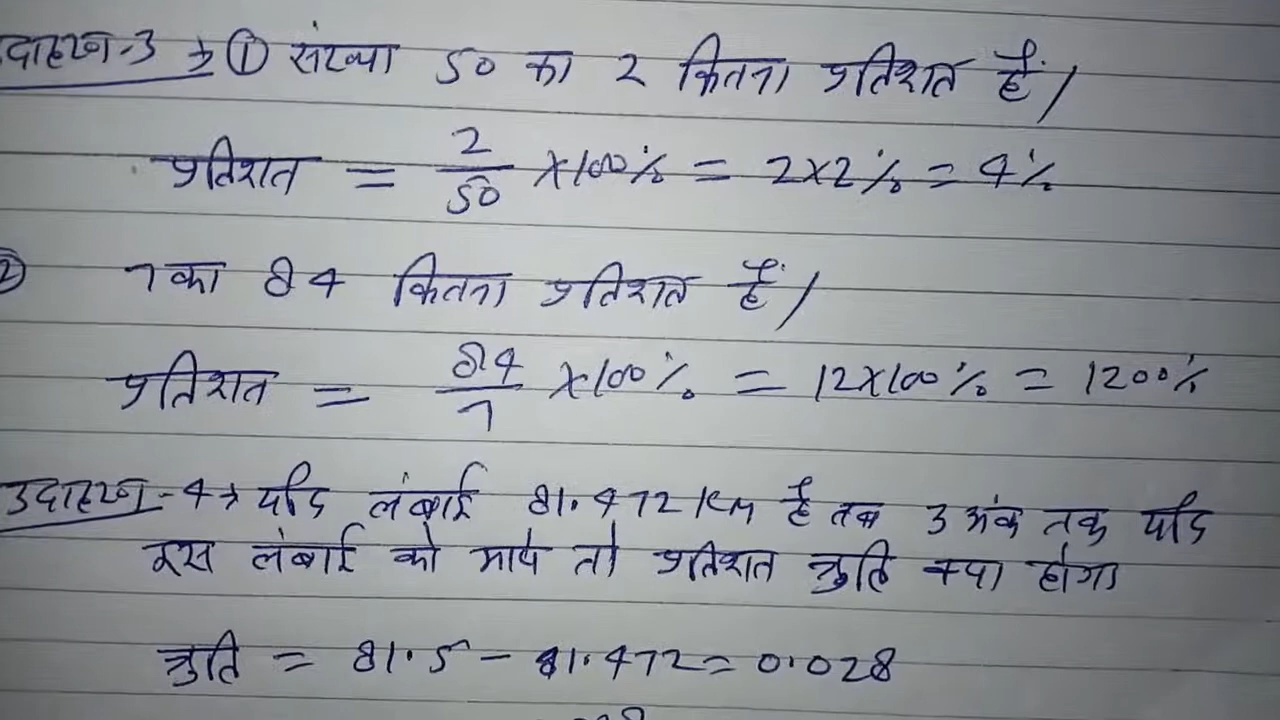 उदाहरण-3 → ① संख्या 50 का 2 कितना प्रतिशत है।
प्रतिशत = 2/50 ×100% = 2×2% = 4%
② 7 का 84 कितना प्रतिशत है।
प्रतिशत = 84/7 ×100% = 12×100% = 1200%
उदाहरण-4→ यदि लंबाई 81.472 Km है तब 3 अंक तक यदि
इस लंबाई को मापे तो प्रतिशत त्रुटि क्या होगा
त्रुटि = 81.5 - 81.472 = 0.028